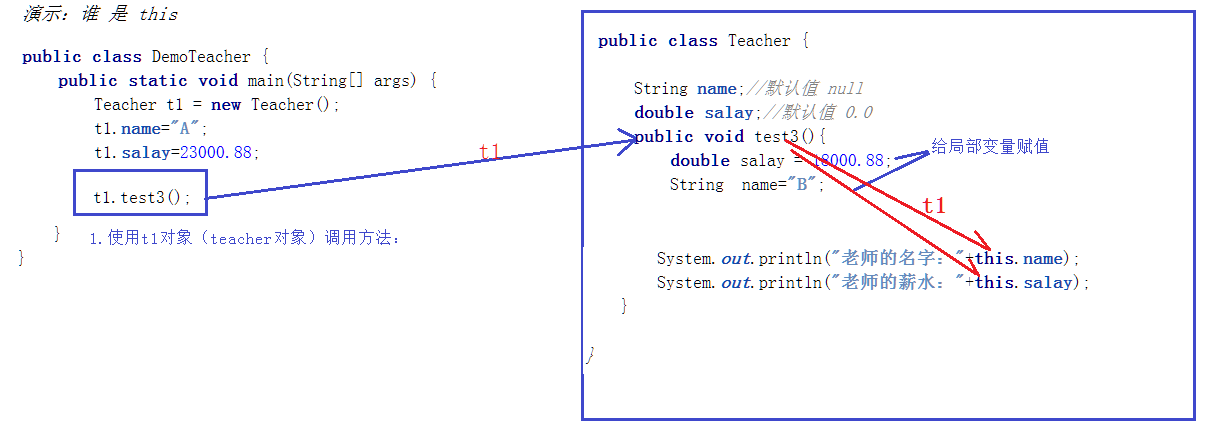 演示：谁 是 this
public class DemoTeacher {
public static void main(String[] args) {
Teacher t1 = new Teacher();
t1.name="A";
t1.salay=23000.88;
t1.test3();
}
1.使用t1对象（teacher对象）调用方法：
}
t1
public class Teacher {
String name;//默认值 null
double salay;//默认值 0.0
public void test3(){
double salay = 18000.88;
String name="B";
给局部变量赋值
t1
System.out.println("老师的名字："+this.name);
System.out.println("老师的薪水："+this.salay);
}
}